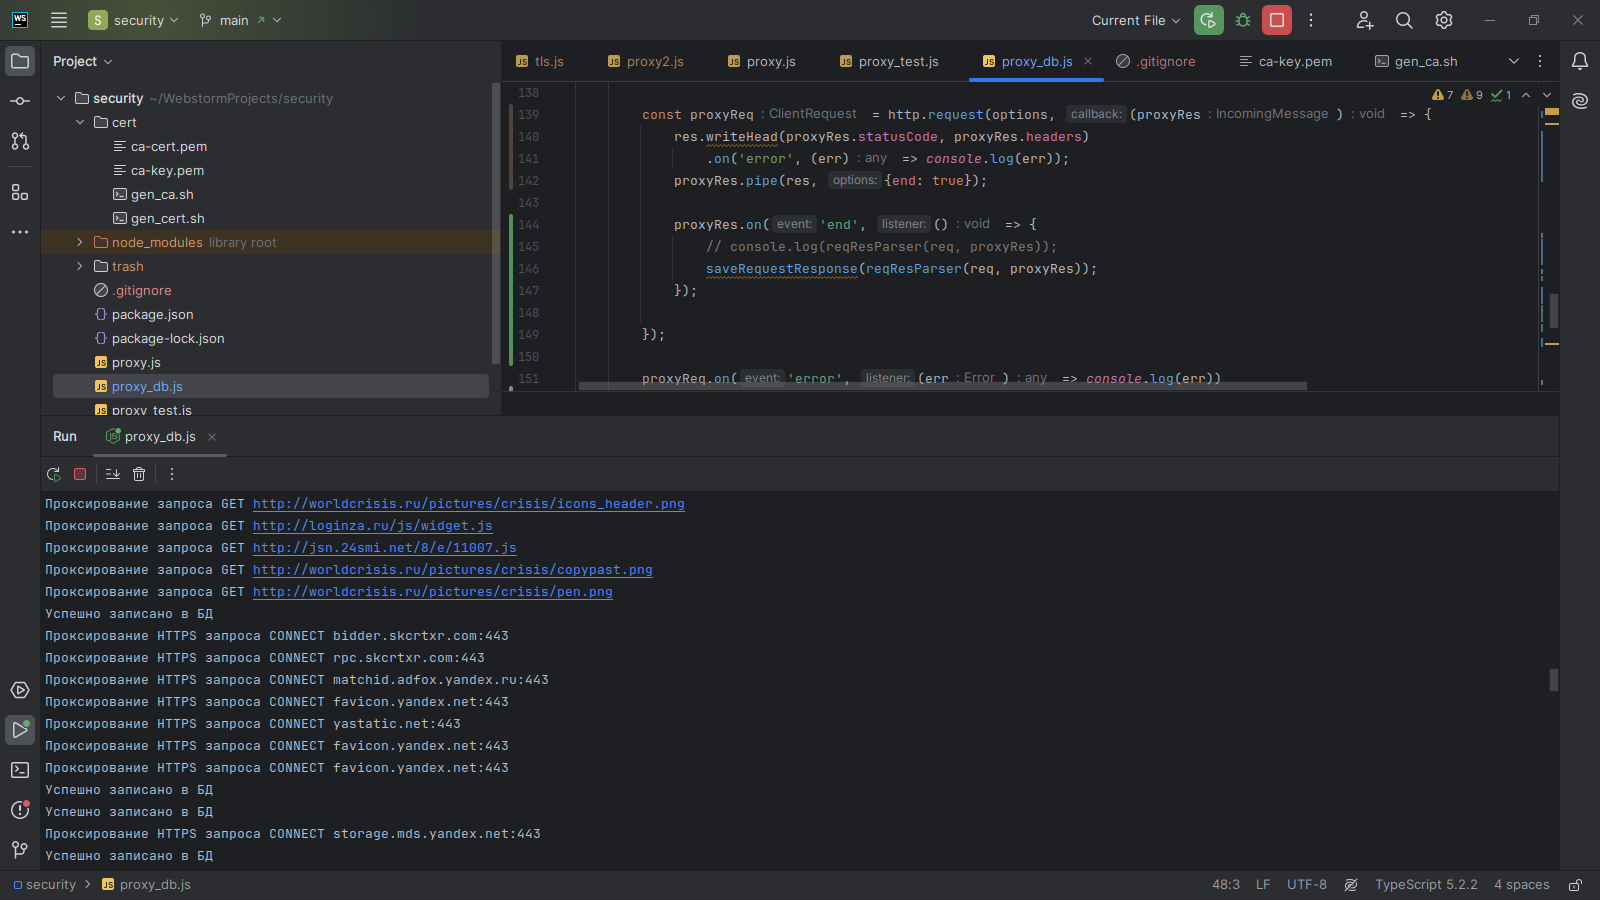 WS
S security main
Current File
Project
tls.js proxy2.js proxy.js proxy_test.js proxy_db.js .gitignore ca-key.pem gen_ca.sh
security ~/WebstormProjects/security
cert
ca-cert.pem
ca-key.pem
gen_ca.sh
gen_cert.sh
node_modules library root
trash
.gitignore
package.json
package-lock.json
proxy.js
proxy_db.js
proxy_test.js
7 9 1
138
139 const proxyReq : ClientRequest = http.request(options, callback: (proxyRes : IncomingMessage ) : void => {
140 res.writeHead(proxyRes.statusCode, proxyRes.headers)
141 .on('error', (err) : any => console.log(err));
142 proxyRes.pipe(res, options: {end: true});
143
144 proxyRes.on( event: 'end', listener: () : void => {
145 // console.log(reqResParser(req, proxyRes));
146 saveRequestResponse(reqResParser(req, proxyRes));
147 });
148
149 });
150
151 proxyReq.on( event: 'error', listener: (err : Error ) : any => console.log(err))
Run proxy_db.js
Проксирование запроса GET http://worldcrisis.ru/pictures/crisis/icons_header.png
Проксирование запроса GET http://loginza.ru/js/widget.js
Проксирование запроса GET http://jsn.24smi.net/8/e/11007.js
Проксирование запроса GET http://worldcrisis.ru/pictures/crisis/copypast.png
Проксирование запроса GET http://worldcrisis.ru/pictures/crisis/pen.png
Успешно записано в БД
Проксирование HTTPS запроса CONNECT bidder.skcrtxr.com:443
Проксирование HTTPS запроса CONNECT rpc.skcrtxr.com:443
Проксирование HTTPS запроса CONNECT matchid.adfox.yandex.ru:443
Проксирование HTTPS запроса CONNECT favicon.yandex.net:443
Проксирование HTTPS запроса CONNECT yastatic.net:443
Проксирование HTTPS запроса CONNECT favicon.yandex.net:443
Проксирование HTTPS запроса CONNECT favicon.yandex.net:443
Успешно записано в БД
Успешно записано в БД
Проксирование HTTPS запроса CONNECT storage.mds.yandex.net:443
Успешно записано в БД
security proxy_db.js
48:3 LF UTF-8 TypeScript 5.2.2 4 spaces